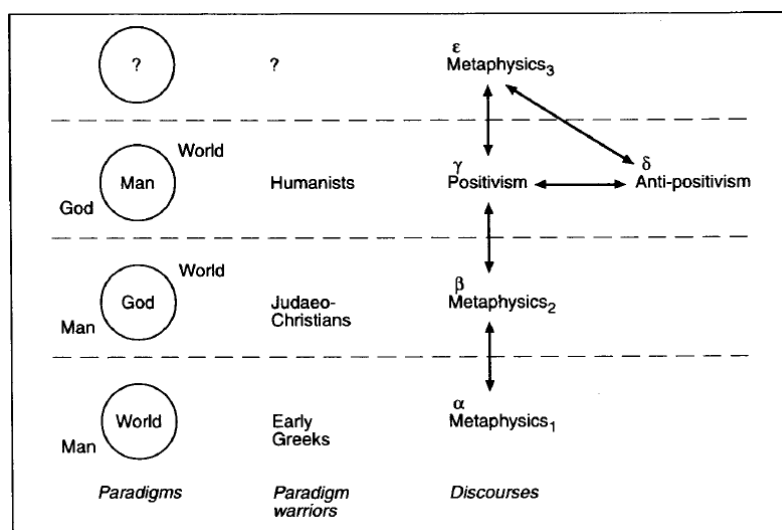 ?
?
ε
Metaphysics3
World
Man
God
Humanists
γ
Positivism
δ
Anti-positivism
World
God
Man
Judaeo-
Christians
β
Metaphysics2
World
Man
Early
Greeks
α
Metaphysics1
Paradigms
Paradigm
warriors
Discourses